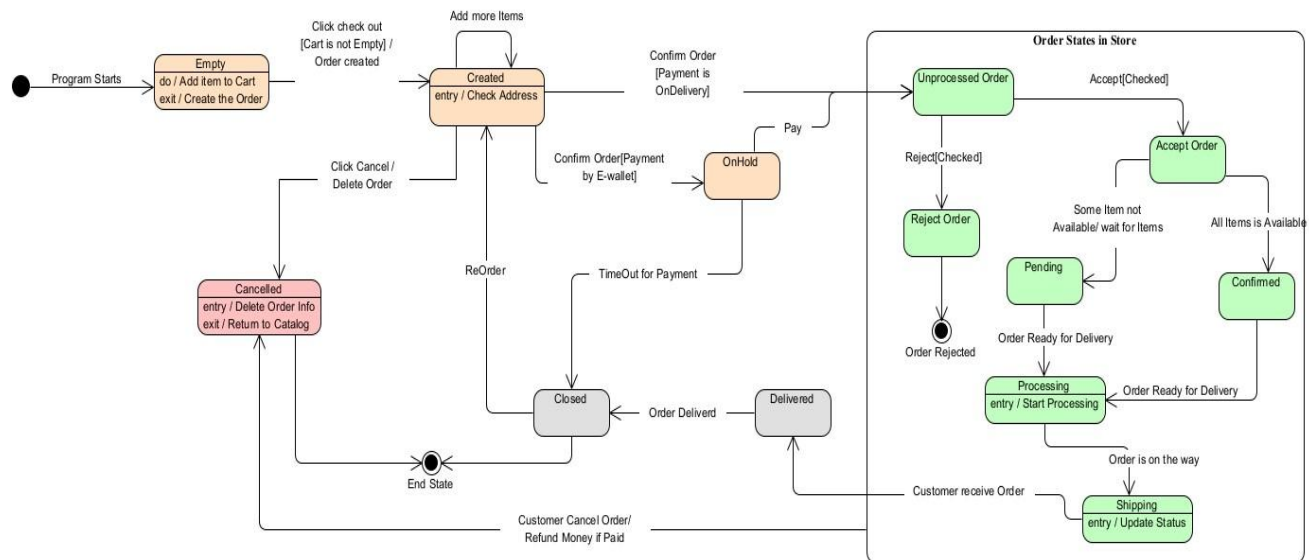 Program Starts
Empty
do / Add item to Cart
exit / Create the Order
Click check out
[Cart is not Empty] /
Order created
Add more Items
Created
entry / Check Address
Confirm Order
[Payment is
OnDelivery]
Click Cancel /
Delete Order
Confirm Order[Payment
by E-wallet]
OnHold
Pay
TimeOut for Payment
ReOrder
Cancelled
entry / Delete Order Info
exit / Return to Catalog
Closed
Order Deliverd
Delivered
End State
Customer receive Order
Customer Cancel Order/
Refund Money if Paid
Order States in Store
Unprocessed Order
Accept[Checked]
Accept Order
Reject[Checked]
Reject Order
Order Rejected
Some Item not
Available/ wait for Items
All Items is Available
Pending
Confirmed
Order Ready for Delivery
Order Ready for Delivery
Processing
entry / Start Processing
Order is on the way
Shipping
entry / Update Status